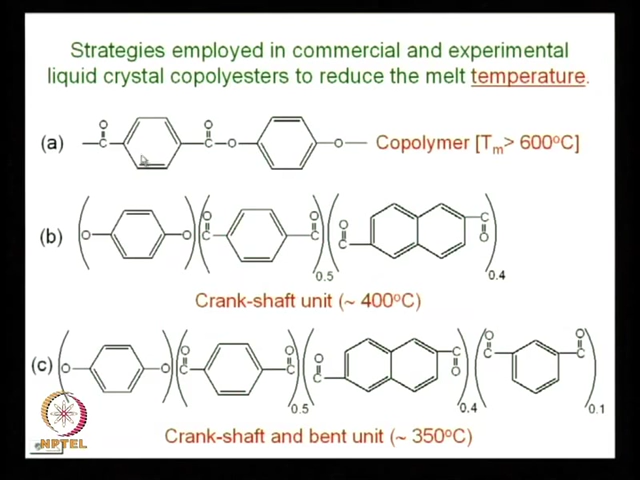 Strategies employed in commercial and experimental
liquid crystal copolyesters to reduce the melt temperature.
(a) C O C O O O Copolymer [Tm> 600°C]
(b) O O C O C O 0.5 C O C O 0.4
Crank-shaft unit (~ 400°C)
(c) O O C O C O 0.5 C O C O 0.4 C O C O 0.1
Crank-shaft and bent unit (~ 350°C)
NPTEL